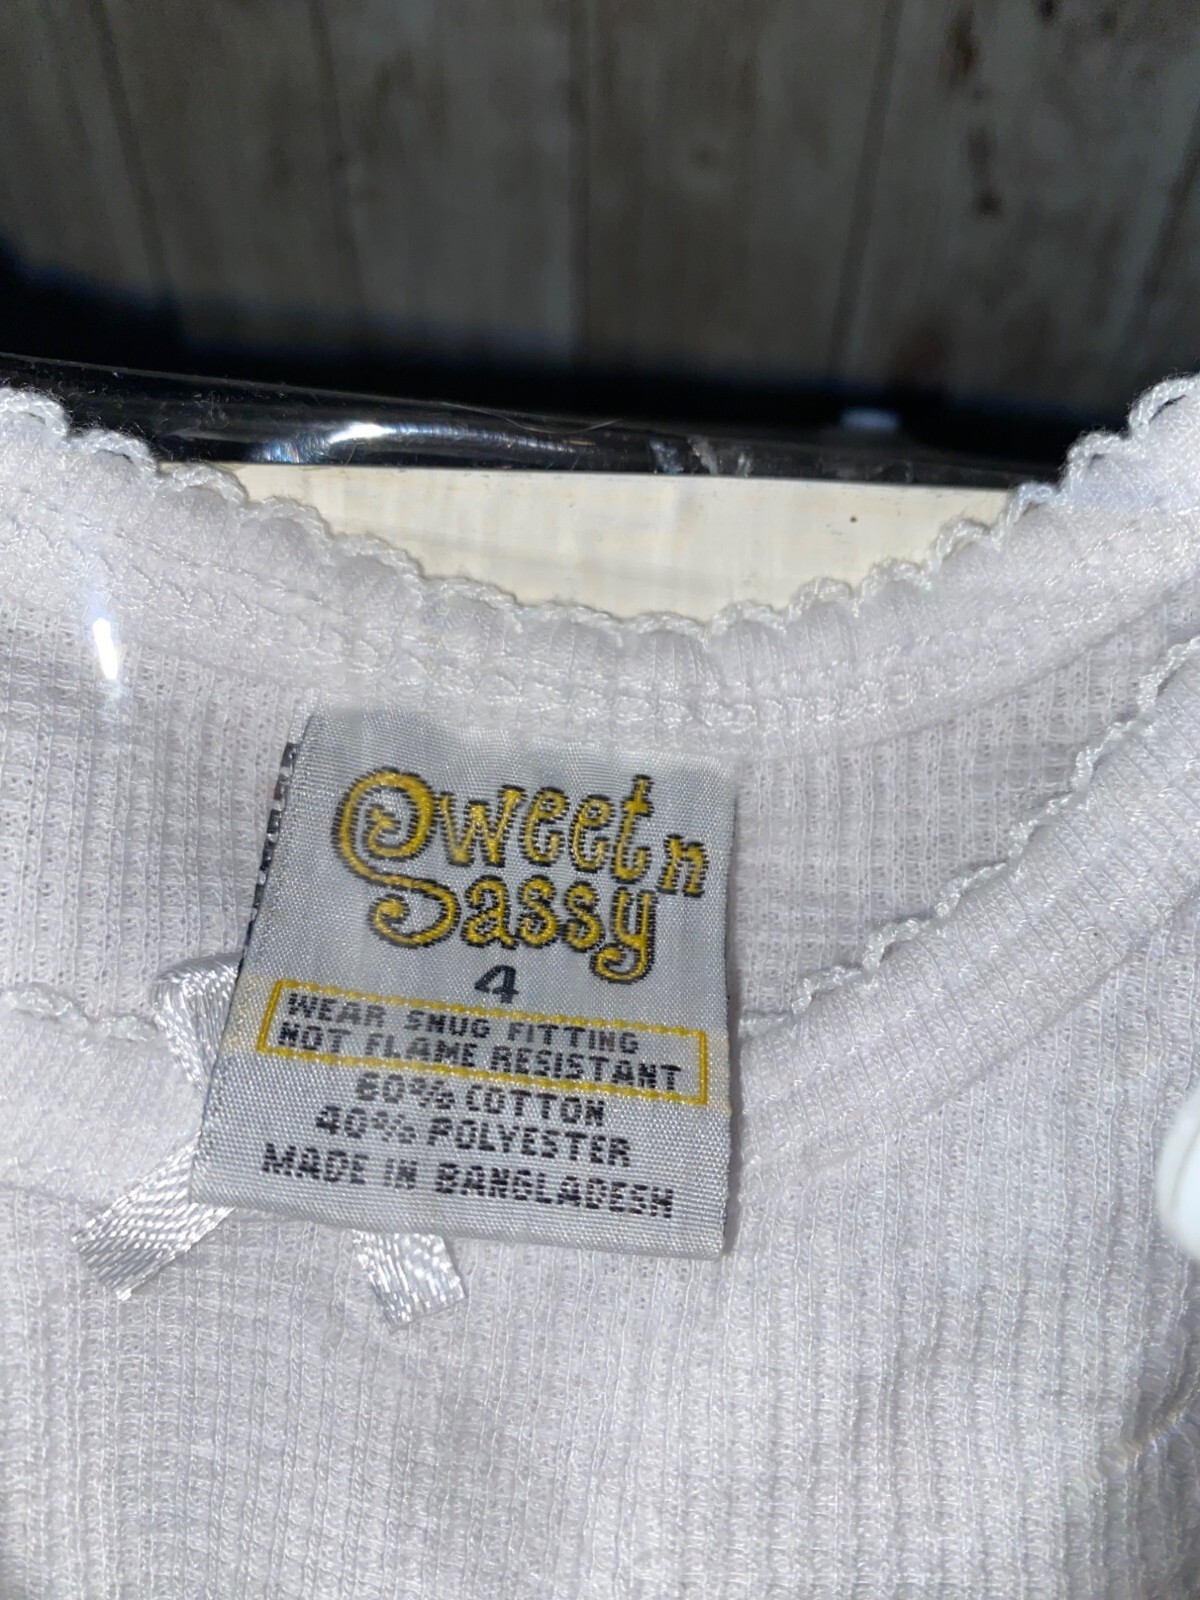 Sweet n
Sassy
4
WEAR SNUG FITTING
NOT FLAME RESISTANT
60% COTTON
40% POLYESTER
MADE IN BANGLADESH